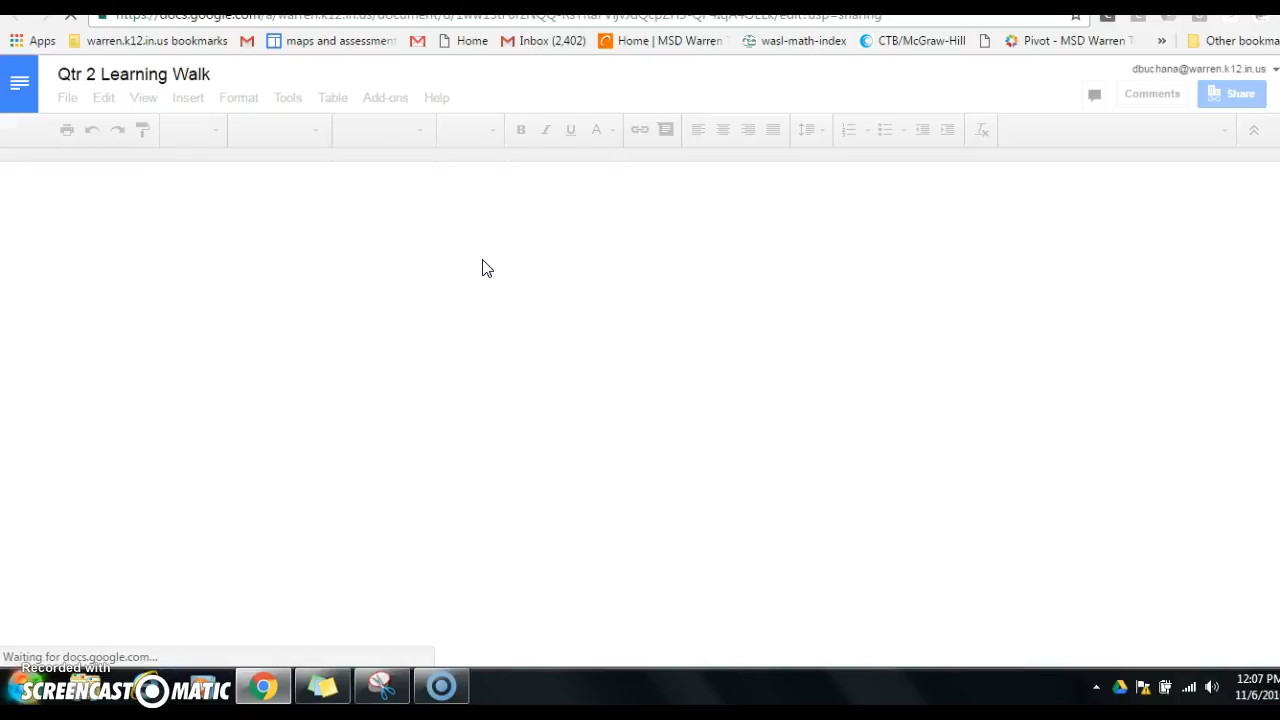 Apps warren.k12.in.us bookmarks maps and assessment Home Inbox (2,402) Home | MSD Warren T wasl-math-index CTB/McGraw-Hill Pivot - MSD Warren T » Other bookma
Qtr 2 Learning Walk
dbuchana@warren.k12.in.us
File Edit View Insert Format Tools Table Add-ons Help
Comments Share
B I U A
Waiting for docs.google.com...
Recorded with
SCREENCAST MATIC
12:07 PM
11/6/201